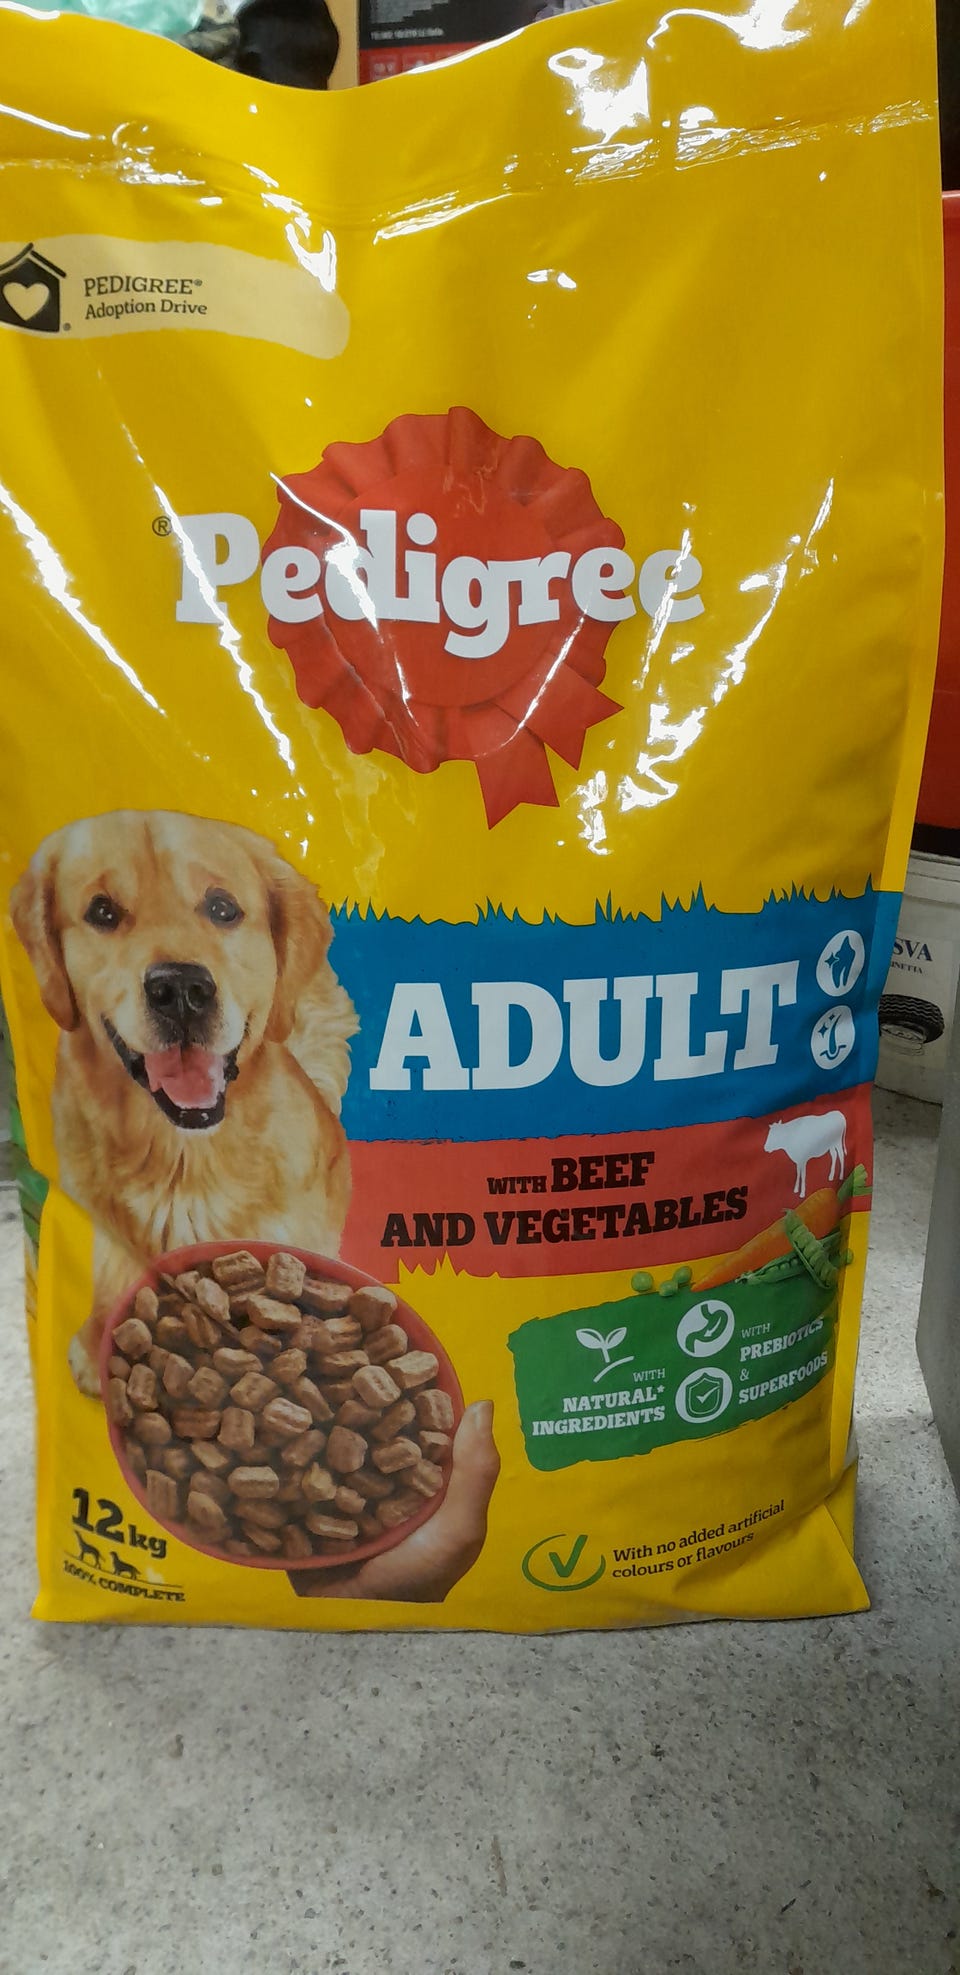 PEDIGREE®
Adoption Drive
® Pedigree
ADULT
WITH BEEF
AND VEGETABLES
WITH
NATURAL*
INGREDIENTS
WITH
PREBIOTICS
&
SUPERFOODS
12kg
100% COMPLETE
With no added artificial
colours or flavours
SVA